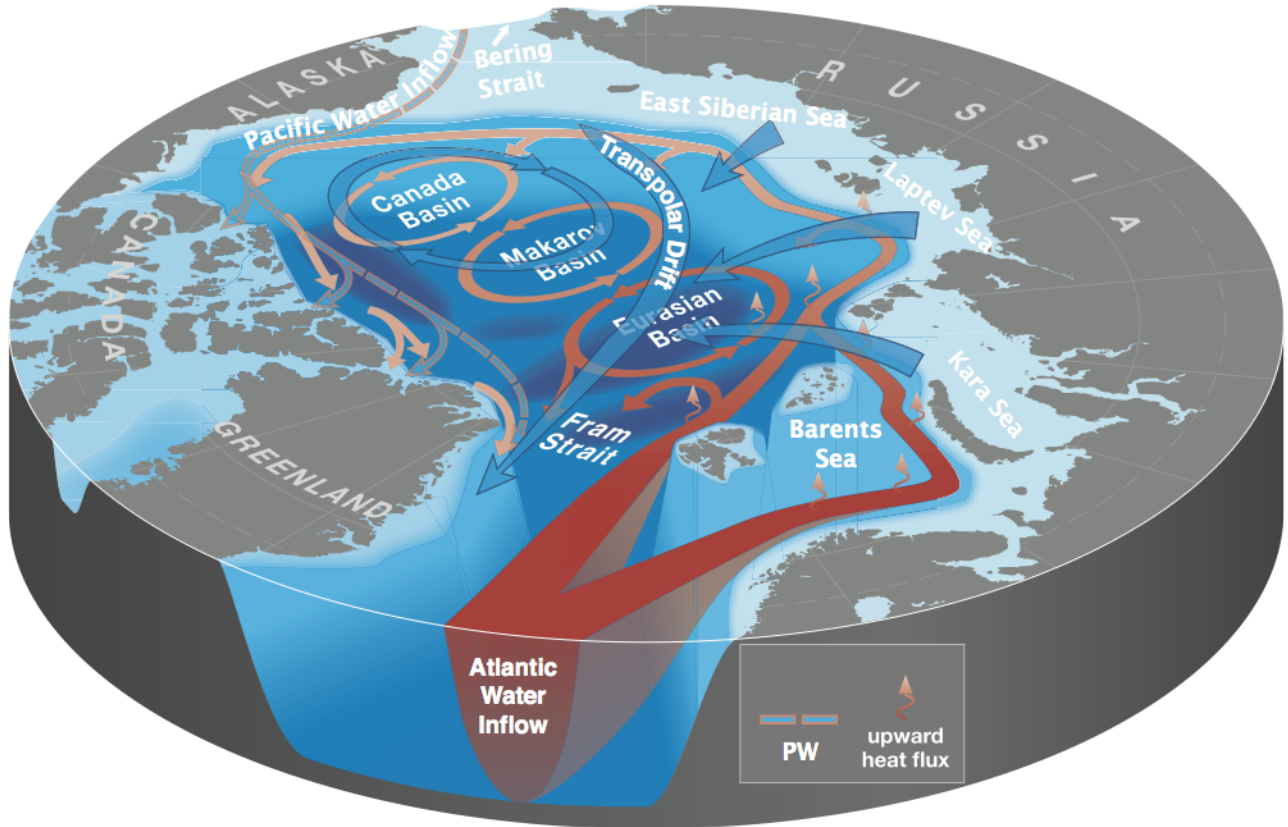 ALASKA
Pacific Water Inflow
Bering
Strait
RUSSIA
East Siberian Sea
Laptev Sea
Transpolar Drift
Canada
Basin
Makarov
Basin
CANADA
Eurasian
Basin
Kara Sea
Fram
Strait
Barents
Sea
GREENLAND
Atlantic
Water
Inflow
PW
upward
heat flux